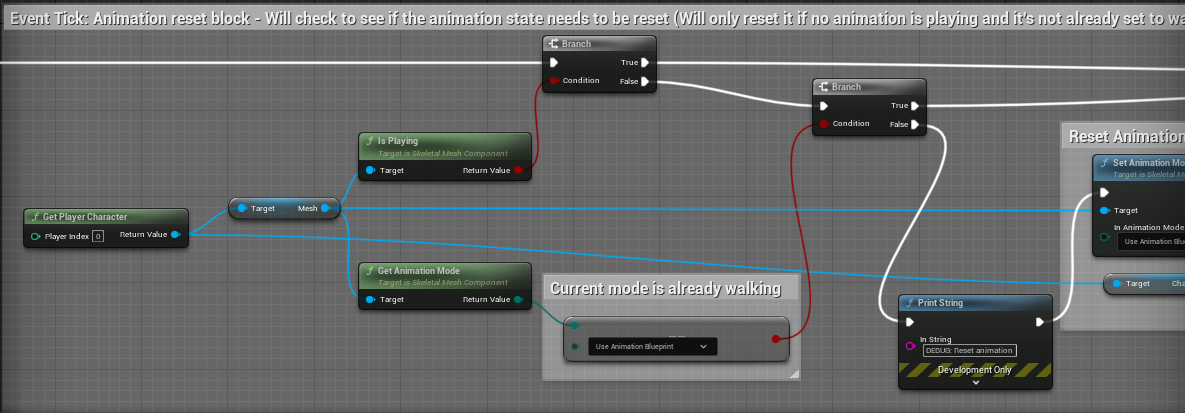 Event Tick: Animation reset block - Will check to see if the animation state needs to be reset (Will only reset it if no animation is playing and it's not already set to wa
Branch
True
Condition
False
Branch
True
Condition
False
Is Playing
Target is Skeletal Mesh Component
Target
Return Value
Reset Animation
Set Animation Mo
Target is Skeletal M
Target
In Animation Mode
Use Animation Blue
Target
Cha
Get Player Character
Player Index 0
Return Value
Target
Mesh
Get Animation Mode
Target is Skeletal Mesh Component
Target
Return Value
Current mode is already walking
Use Animation Blueprint
Print String
In String
DEBUG: Reset animation
Development Only